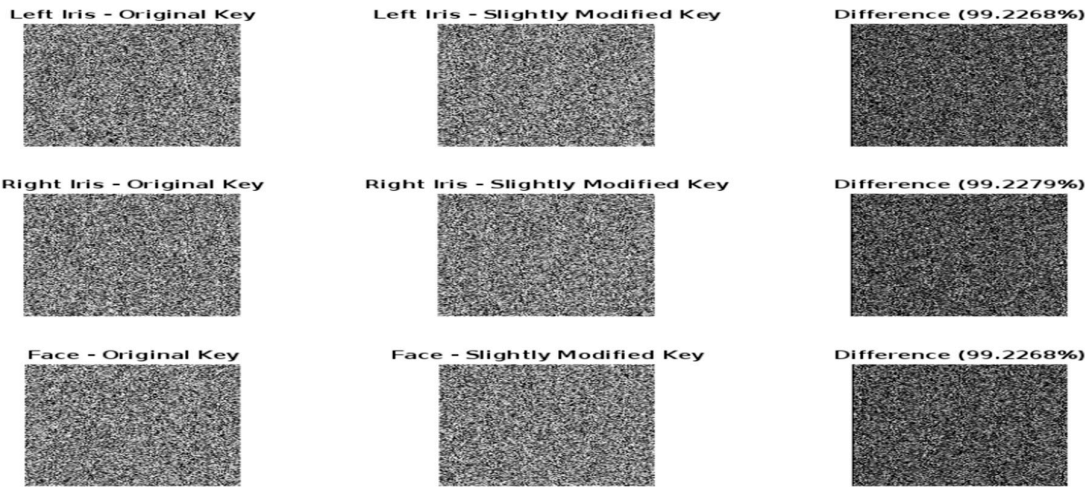 Left Iris - Original Key
Left Iris - Slightly Modified Key
Difference (99.2268%)
Right Iris - Original Key
Right Iris - Slightly Modified Key
Difference (99.2279%)
Face - Original Key
Face - Slightly Modified Key
Difference (99.2268%)